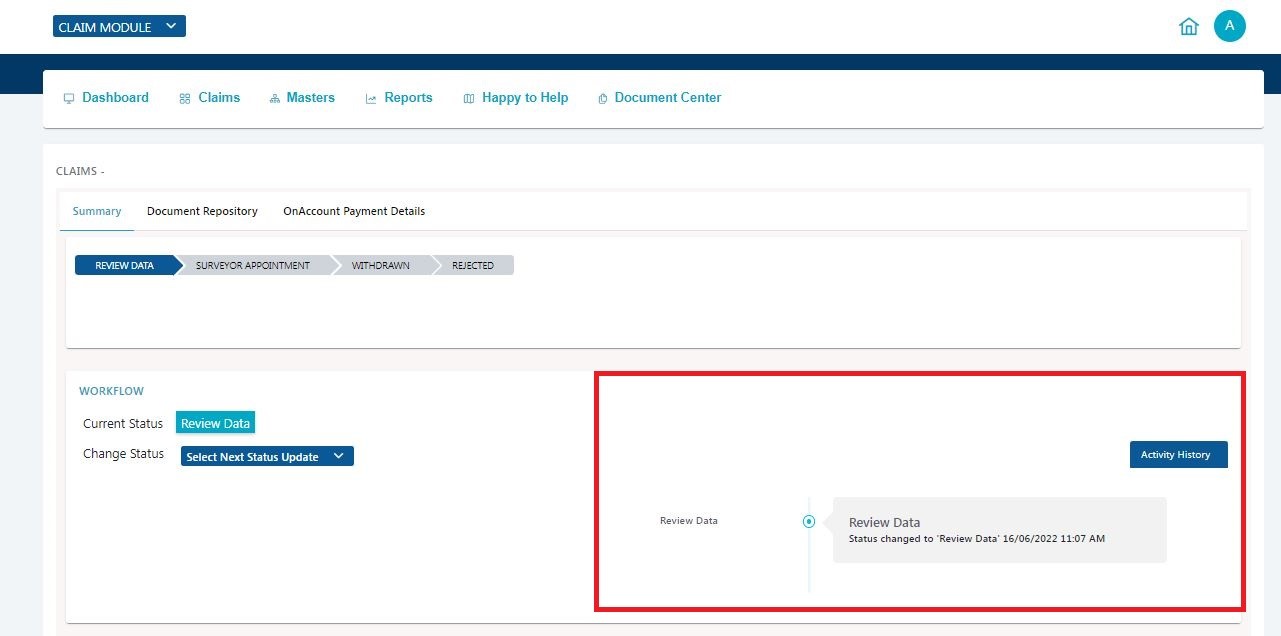 CLAIM MODULE
A
Dashboard Claims Masters Reports Happy to Help Document Center
CLAIMS -
Summary Document Repository OnAccount Payment Details
REVIEW DATA SURVEYOR APPOINTMENT WITHDRAWN REJECTED
WORKFLOW
Current Status Review Data
Change Status Select Next Status Update
Activity History
Review Data
Review Data
Status changed to 'Review Data' 16/06/2022 11:07 AM